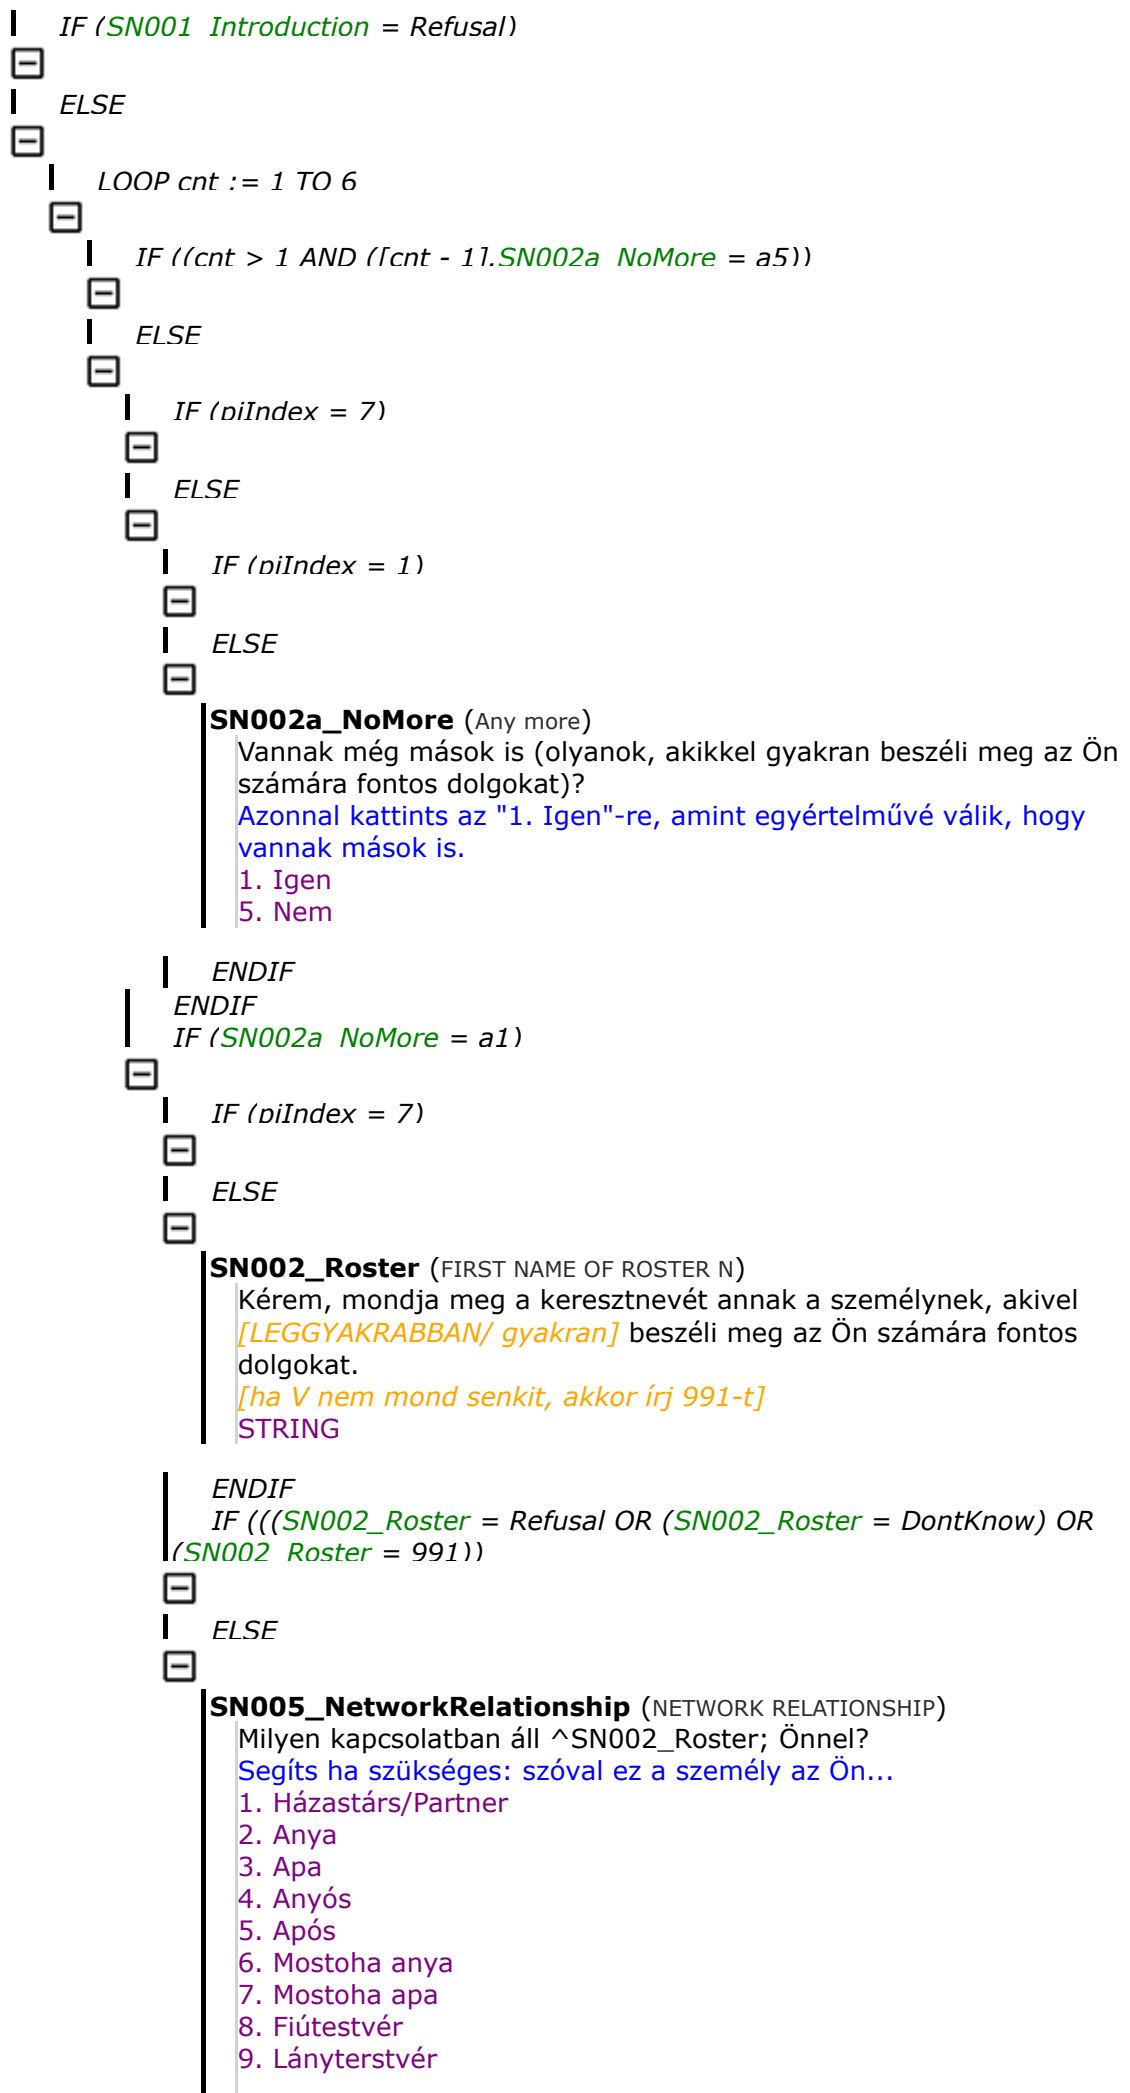 IF (SN001_Introduction = Refusal)
ELSE
LOOP cnt := 1 TO 6
IF ((cnt > 1 AND ([cnt - 1].SN002a_NoMore = a5))
ELSE
IF (piIndex = 7)
ELSE
IF (piIndex = 1)
ELSE
SN002a_NoMore (Any more)
Vannak még mások is (olyanok, akikkel gyakran beszéli meg az Ön
számára fontos dolgokat)?
Azonnal kattints az "1. Igen"-re, amint egyértelművé válik, hogy
vannak mások is.
1. Igen
5. Nem
ENDIF
ENDIF
IF (SN002a_NoMore = a1)
IF (piIndex = 7)
ELSE
SN002_Roster (FIRST NAME OF ROSTER N)
Kérem, mondja meg a keresztnevét annak a személynek, akivel
[LEGGYAKRABBAN/ gyakran] beszéli meg az Ön számára fontos
dolgokat.
[ha V nem mond senkit, akkor írj 991-t]
STRING
ENDIF
IF (((SN002_Roster = Refusal OR (SN002_Roster = DontKnow) OR
(SN002_Roster = 991))
ELSE
SN005_NetworkRelationship (NETWORK RELATIONSHIP)
Milyen kapcsolatban áll ^SN002_Roster; Önnel?
Segíts ha szükséges: szóval ez a személy az Ön...
1. Házastárs/Partner
2. Anya
3. Apa
4. Anyós
5. Após
6. Mostoha anya
7. Mostoha apa
8. Fiútestvér
9. Lányterstvér